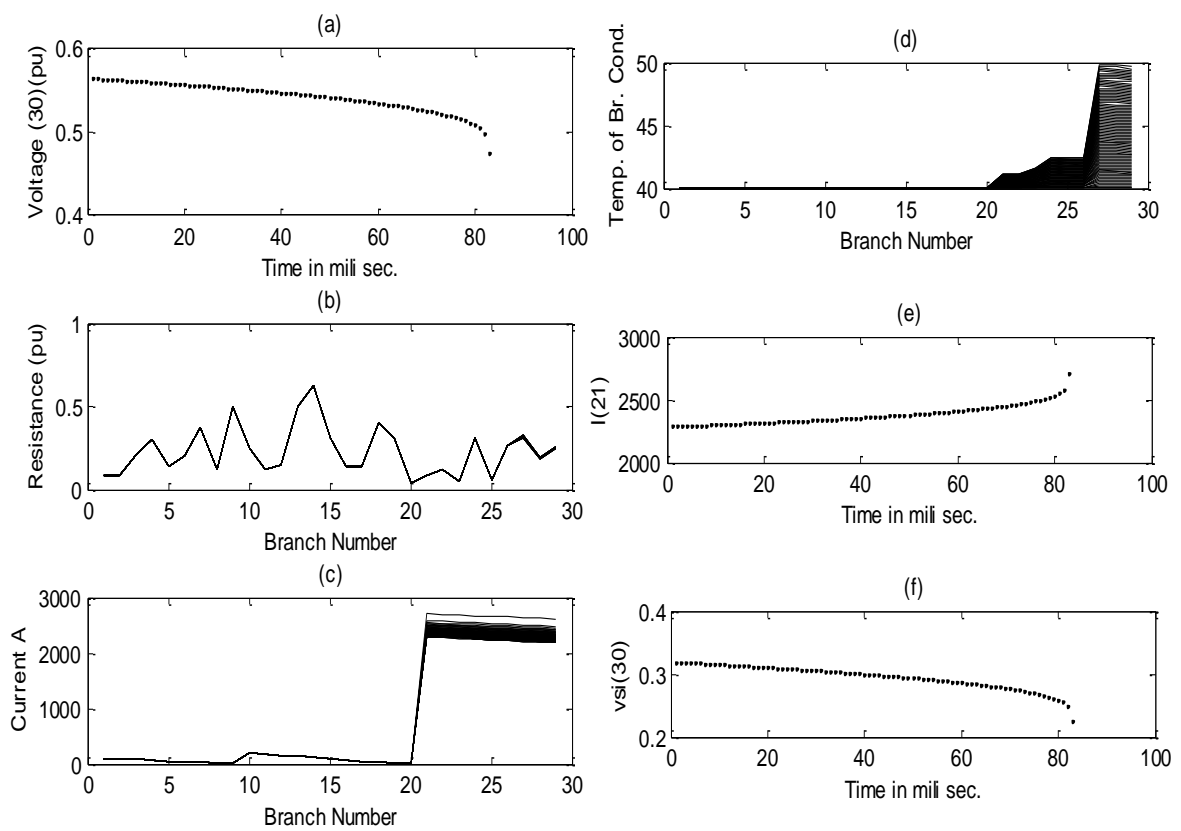 (a)
0.6
0.5
0.4
Voltage (30)(pu)
0 20 40 60 80 100
Time in mili sec.
(b)
1
0.5
0
Resistance (pu)
0 5 10 15 20 25 30
Branch Number
(c)
3000
2000
1000
0
Current A
0 5 10 15 20 25 30
Branch Number
(d)
50
45
40
Temp. of Br. Cond.
0 5 10 15 20 25 30
Branch Number
(e)
3000
2500
2000
I(21)
0 20 40 60 80 100
Time in mili sec.
(f)
0.4
0.3
0.2
vsi(30)
0 20 40 60 80 100
Time in mili sec.